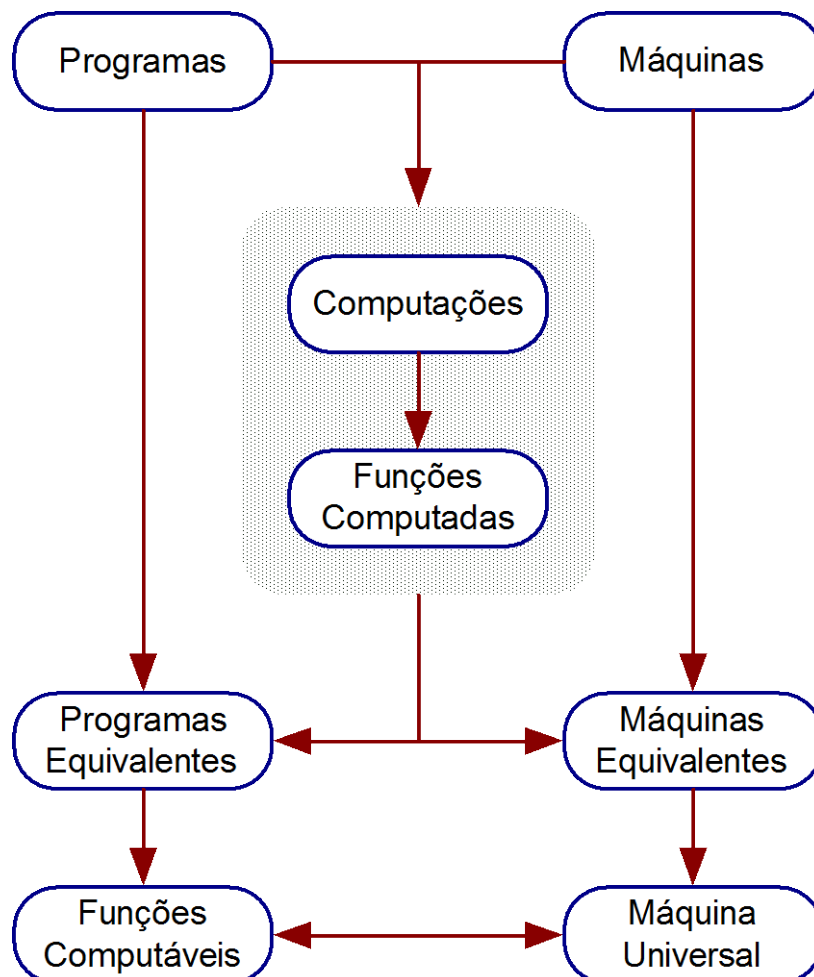 Programas
Máquinas
Computações
Funções
Computadas
Programas
Equivalentes
Máquinas
Equivalentes
Funções
Computáveis
Máquina
Universal